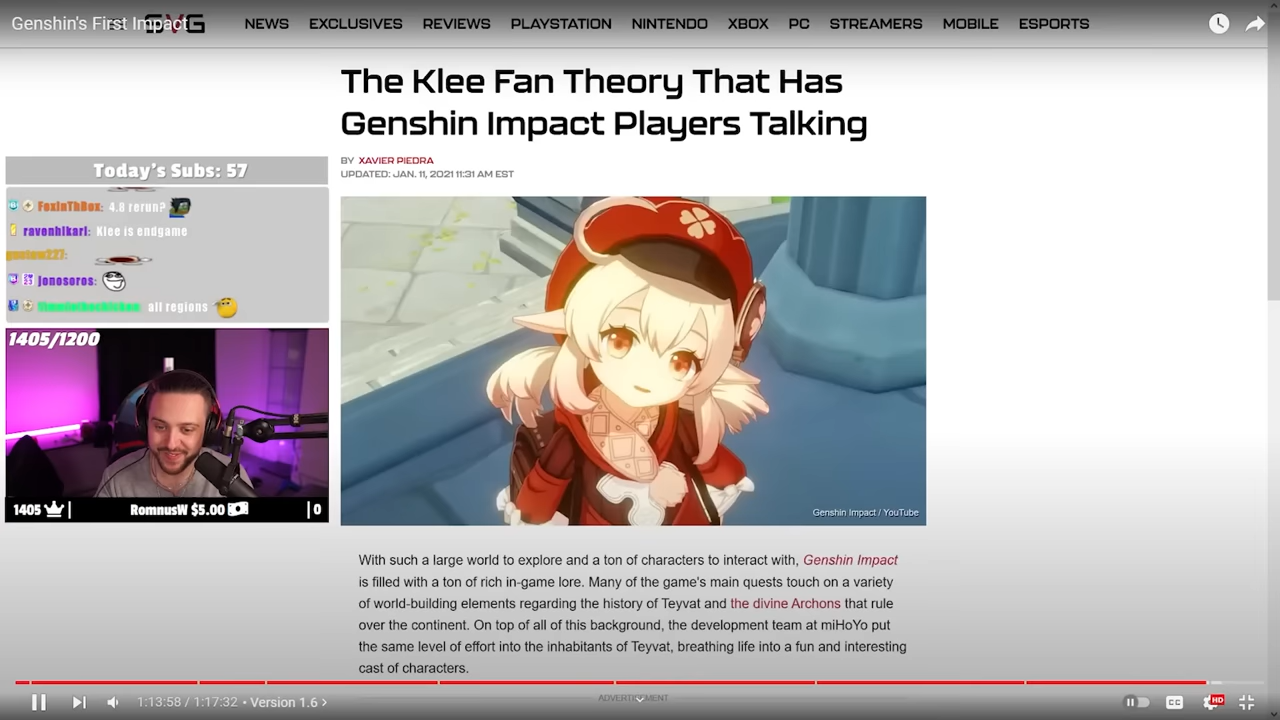 Genshin's First Impact
SVG
NEWS EXCLUSIVES REVIEWS PLAYSTATION NINTENDO XBOX PC STREAMERS MOBILE ESPORTS
The Klee Fan Theory That Has
Genshin Impact Players Talking
BY XAVIER PIEDRA
UPDATED: JAN. 11, 2021 11:31 AM EST
Today's Subs: 57
FoxInThBox: 4.8 rerun?
ravenhikari: Klee is endgame
jonosoros:
all regions
1405/1200
1405
RomnusW $5.00
0
Genshin Impact / YouTube
With such a large world to explore and a ton of characters to interact with, Genshin Impact
is filled with a ton of rich in-game lore. Many of the game's main quests touch on a variety
of world-building elements regarding the history of Teyvat and the divine Archons that rule
over the continent. On top of all of this background, the development team at miHoYo put
the same level of effort into the inhabitants of Teyvat, breathing life into a fun and interesting
cast of characters.
ADVERTISEMENT
1:13:58 / 1:17:32 • Version 1.6 >
CC
HD